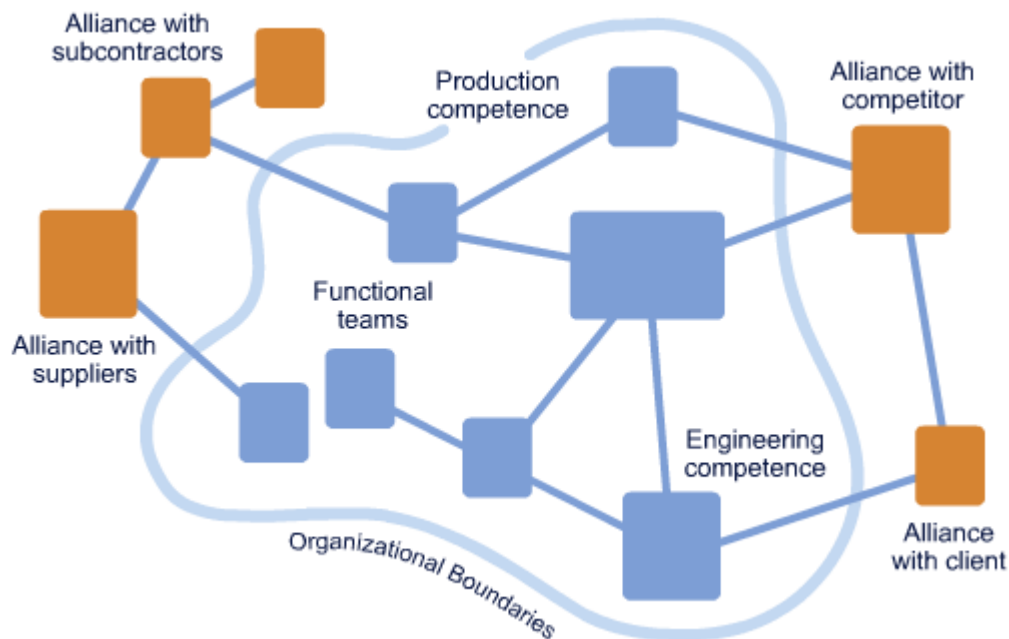 Alliance with
subcontractors
Production
competence
Alliance with
competitor
Functional
teams
Alliance with
suppliers
Engineering
competence
Organizational Boundaries
Alliance
with client